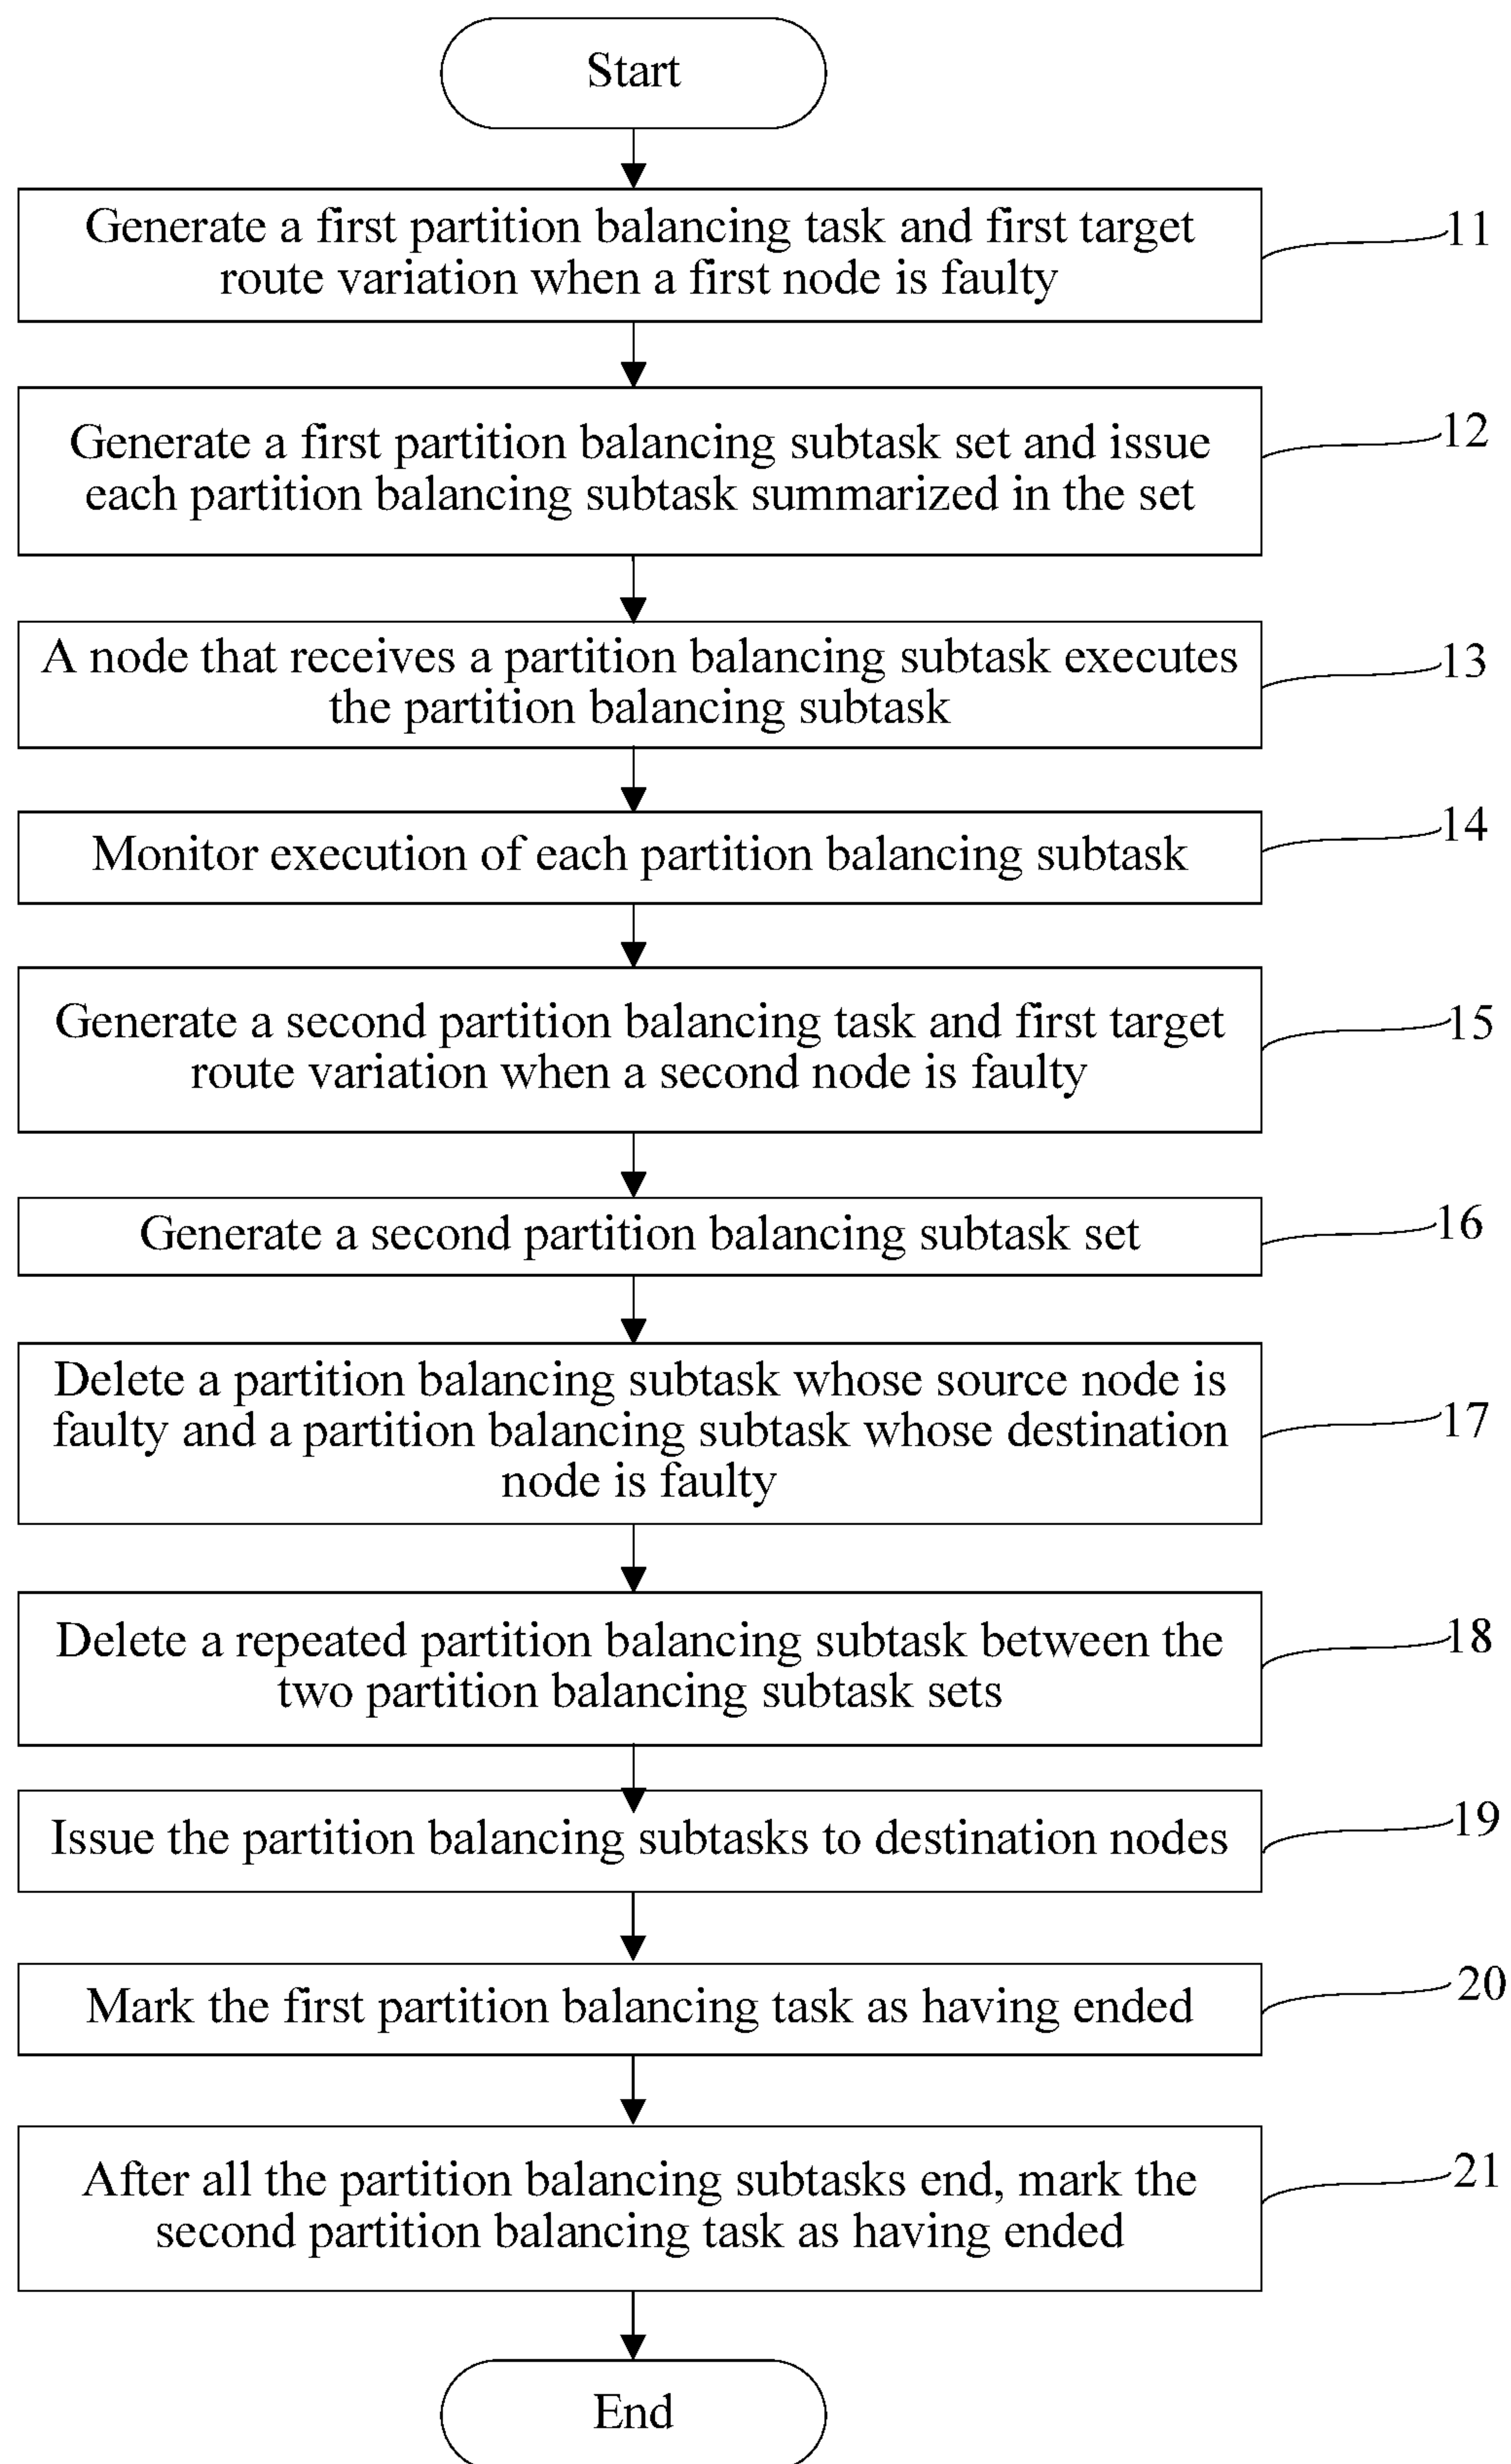 Start
Generate a first partition balancing task and first target
route variation when a first node is faulty
11
Generate a first partition balancing subtask set and issue
each partition balancing subtask summarized in the set
12
A node that receives a partition balancing subtask executes
the partition balancing subtask
13
Monitor execution of each partition balancing subtask
14
Generate a second partition balancing task and first target
route variation when a second node is faulty
15
Generate a second partition balancing subtask set
16
Delete a partition balancing subtask whose source node is
faulty and a partition balancing subtask whose destination
node is faulty
17
Delete a repeated partition balancing subtask between the
two partition balancing subtask sets
18
Issue the partition balancing subtasks to destination nodes
19
Mark the first partition balancing task as having ended
20
After all the partition balancing subtasks end, mark the
second partition balancing task as having ended
21
End